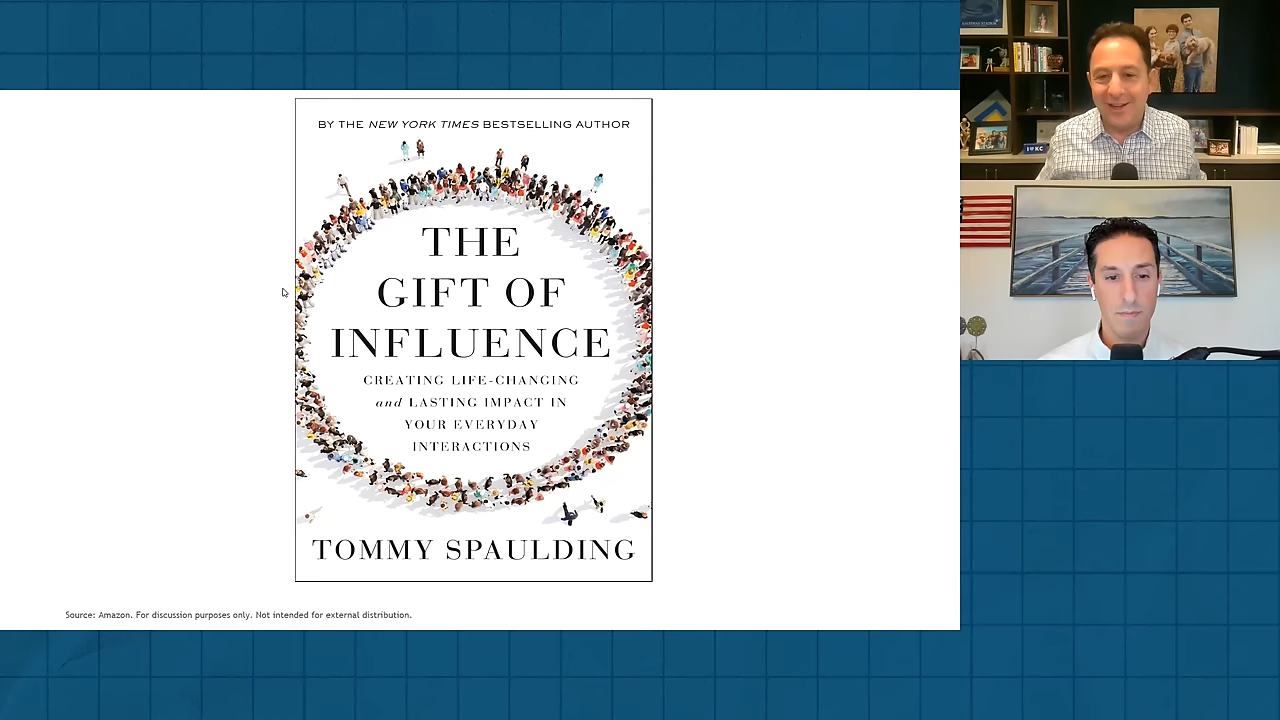 BY THE NEW YORK TIMES BESTSELLING AUTHOR
THE
GIFT OF
INFLUENCE
CREATING LIFE-CHANGING
and LASTING IMPACT IN
YOUR EVERYDAY
INTERACTIONS
TOMMY SPAULDING
Source: Amazon. For discussion purposes only. Not intended for external distribution.
I ♥ KC